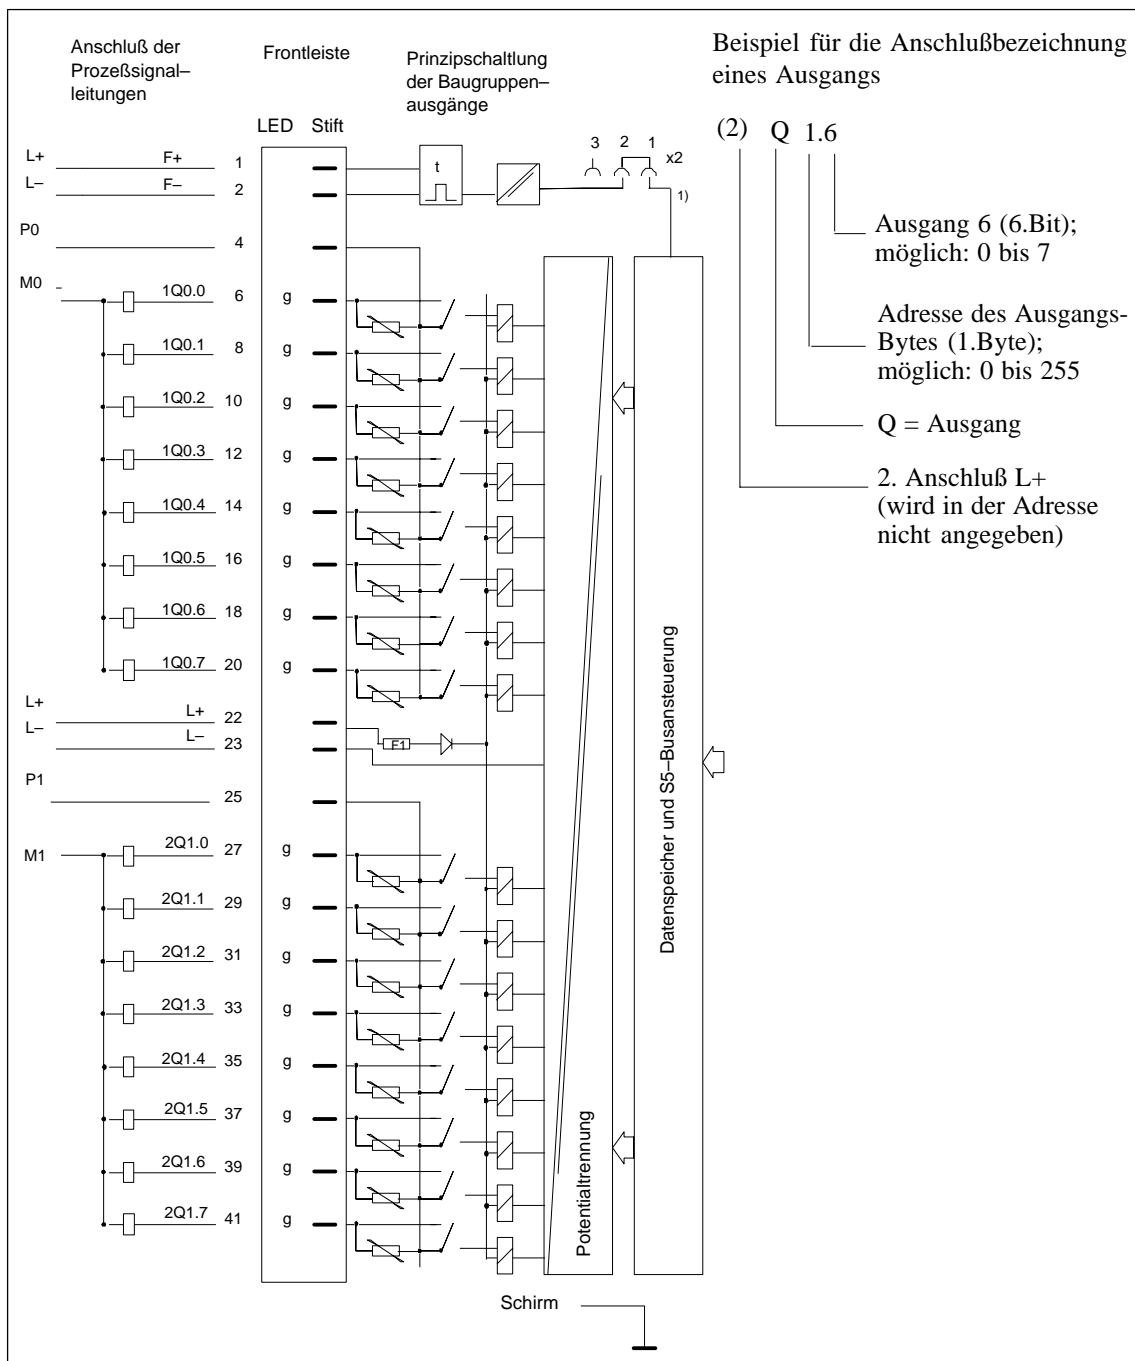 Anschluß der
Prozeßsignal–
leitungen
Frontleiste
Prinzipschaltlung
der Baugruppen–
ausgänge
Beispiel für die Anschlußbezeichnung
eines Ausgangs
LED Stift
(2) Q 1.6
3 2 1 x2
1)
L+ F+ 1
L– F– 2
t
P0 4
M0
1Q0.0 6 g
1Q0.1 8 g
1Q0.2 10 g
1Q0.3 12 g
1Q0.4 14 g
1Q0.5 16 g
1Q0.6 18 g
1Q0.7 20 g
L+ L+ 22
L– L– 23
F1
P1 25
M1
2Q1.0 27 g
2Q1.1 29 g
2Q1.2 31 g
2Q1.3 33 g
2Q1.4 35 g
2Q1.5 37 g
2Q1.6 39 g
2Q1.7 41 g
Potentialtrennung
Datenspeicher und S5–Busansteuerung
Schirm
Ausgang 6 (6.Bit);
möglich: 0 bis 7
Adresse des Ausgangs-
Bytes (1.Byte);
möglich: 0 bis 255
Q = Ausgang
2. Anschluß L+
(wird in der Adresse
nicht angegeben)